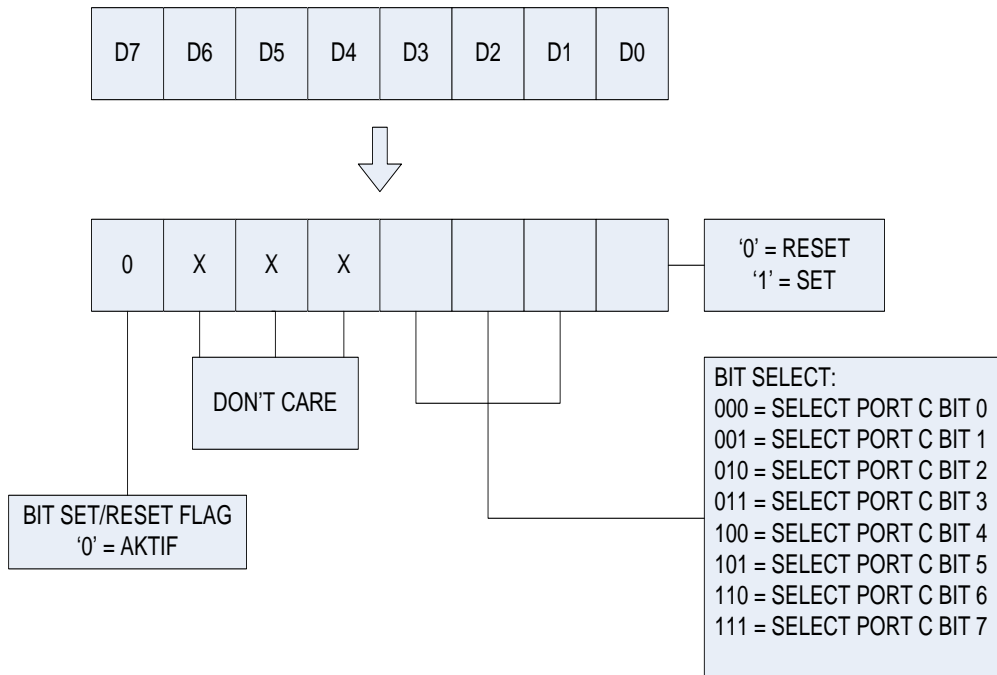 D7 D6 D5 D4 D3 D2 D1 D0
0 X X X
‘0’ = RESET
‘1’ = SET
DON’T CARE
BIT SELECT:
000 = SELECT PORT C BIT 0
001 = SELECT PORT C BIT 1
010 = SELECT PORT C BIT 2
011 = SELECT PORT C BIT 3
100 = SELECT PORT C BIT 4
101 = SELECT PORT C BIT 5
110 = SELECT PORT C BIT 6
111 = SELECT PORT C BIT 7
BIT SET/RESET FLAG
‘0’ = AKTIF